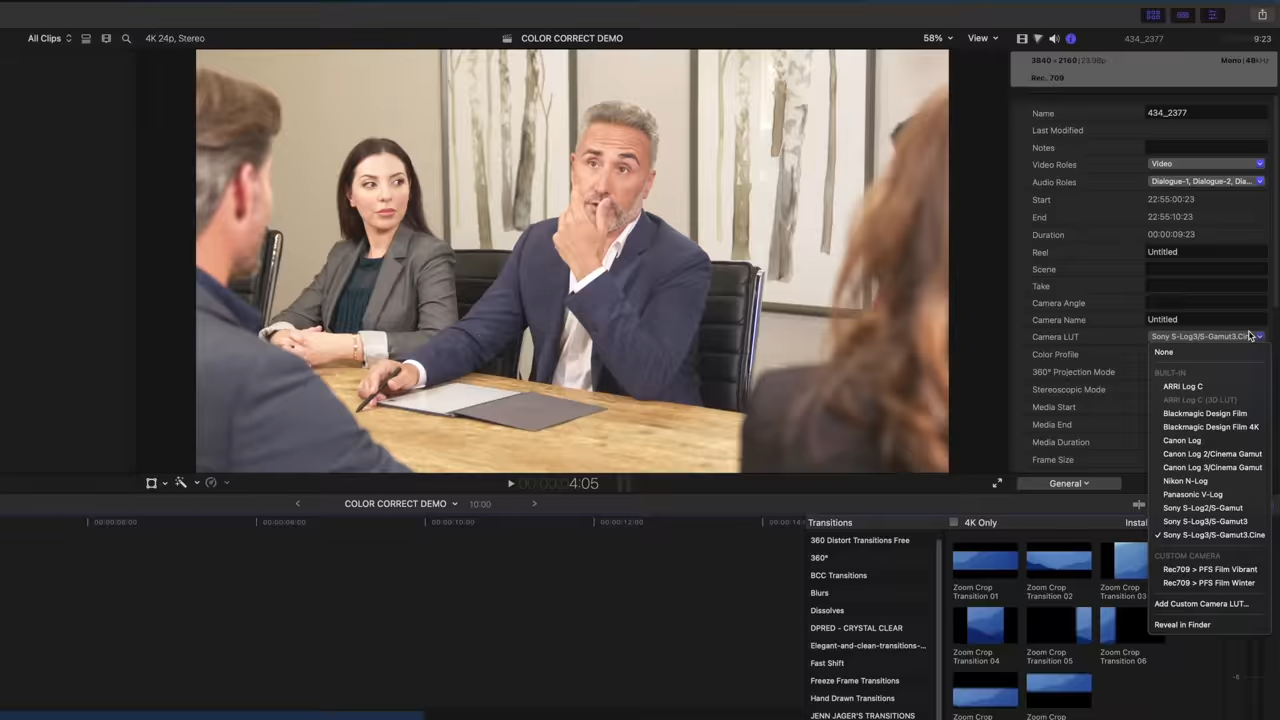 All Clips
4K 24p, Stereo
COLOR CORRECT DEMO
58%
View
434_2377
9:23
3840 × 2160 | 23.98p
Mono | 48kHz
Rec. 709
Name 434_2377
Last Modified
Notes
Video Roles Video
Audio Roles Dialogue-1, Dialogue-2, Dia...
Start 22:55:00:23
End 22:55:10:23
Duration 00:00:09:23
Reel Untitled
Scene
Take
Camera Angle
Camera Name Untitled
Camera LUT Sony S-Log3/S-Gamut3.Cin
Color Profile
360° Projection Mode
Stereoscopic Mode
Media Start
Media End
Media Duration
Frame Size
General
None
BUILT-IN
ARRI Log C
ARRI Log C (3D LUT)
Blackmagic Design Film
Blackmagic Design Film 4K
Canon Log
Canon Log 2/Cinema Gamut
Canon Log 3/Cinema Gamut
Nikon N-Log
Panasonic V-Log
Sony S-Log2/S-Gamut
Sony S-Log3/S-Gamut3
✓ Sony S-Log3/S-Gamut3.Cine
CUSTOM CAMERA
Rec709 > PFS Film Vibrant
Rec709 > PFS Film Winter
Add Custom Camera LUT...
Reveal in Finder
00:00:00:4:05
COLOR CORRECT DEMO
10:00
00:00:08:00
00:00:10:00
00:00:12:00
00:00:14:
Transitions
4K Only
Instal
360 Distort Transitions Free
360°
BCC Transitions
Blurs
Dissolves
DPRED - CRYSTAL CLEAR
Elegant-and-clean-transitions-...
Fast Shift
Freeze Frame Transitions
Hand Drawn Transitions
JENN JAGER'S TRANSITIONS
Zoom Crop
Transition 01
Zoom Crop
Transition 02
Zoom Crop
Transition 03
Zoom Crop
Transition 04
Zoom Crop
Transition 05
Zoom Crop
Transition 06
Zoom Crop
Zoom Crop
-6